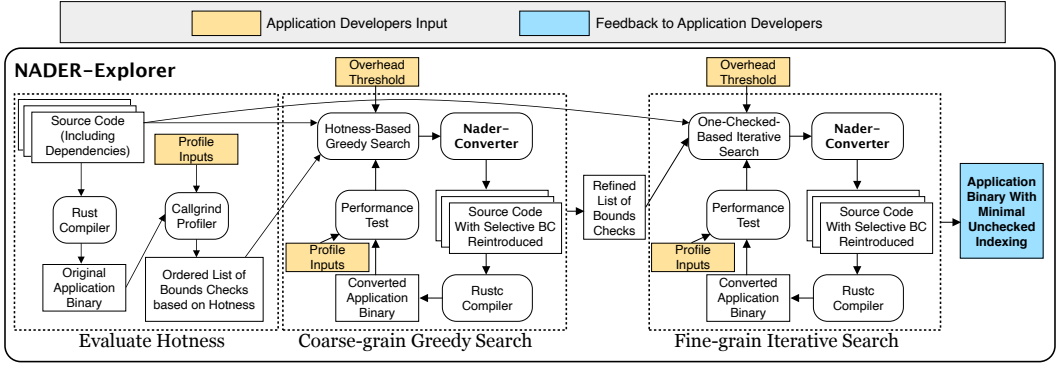 Application Developers Input
Feedback to Application Developers
NADER-Explorer
Source Code
(Including
Dependencies)
Profile
Inputs
Rust
Compiler
Callgrind
Profiler
Original
Application
Binary
Ordered List of
Bounds Checks
based on Hotness
Evaluate Hotness
Overhead
Threshold
Hotness-Based
Greedy Search
Nader-
Converter
Performance
Test
Source Code
With Selective BC
Reintroduced
Profile
Inputs
Converted
Application
Binary
Rustc
Compiler
Coarse-grain Greedy Search
Refined
List of
Bounds
Checks
Overhead
Threshold
One-Checked-
Based Iterative
Search
Nader-
Converter
Performance
Test
Source Code
With Selective BC
Reintroduced
Profile
Inputs
Converted
Application
Binary
Rustc
Compiler
Fine-grain Iterative Search
Application
Binary With
Minimal
Unchecked
Indexing